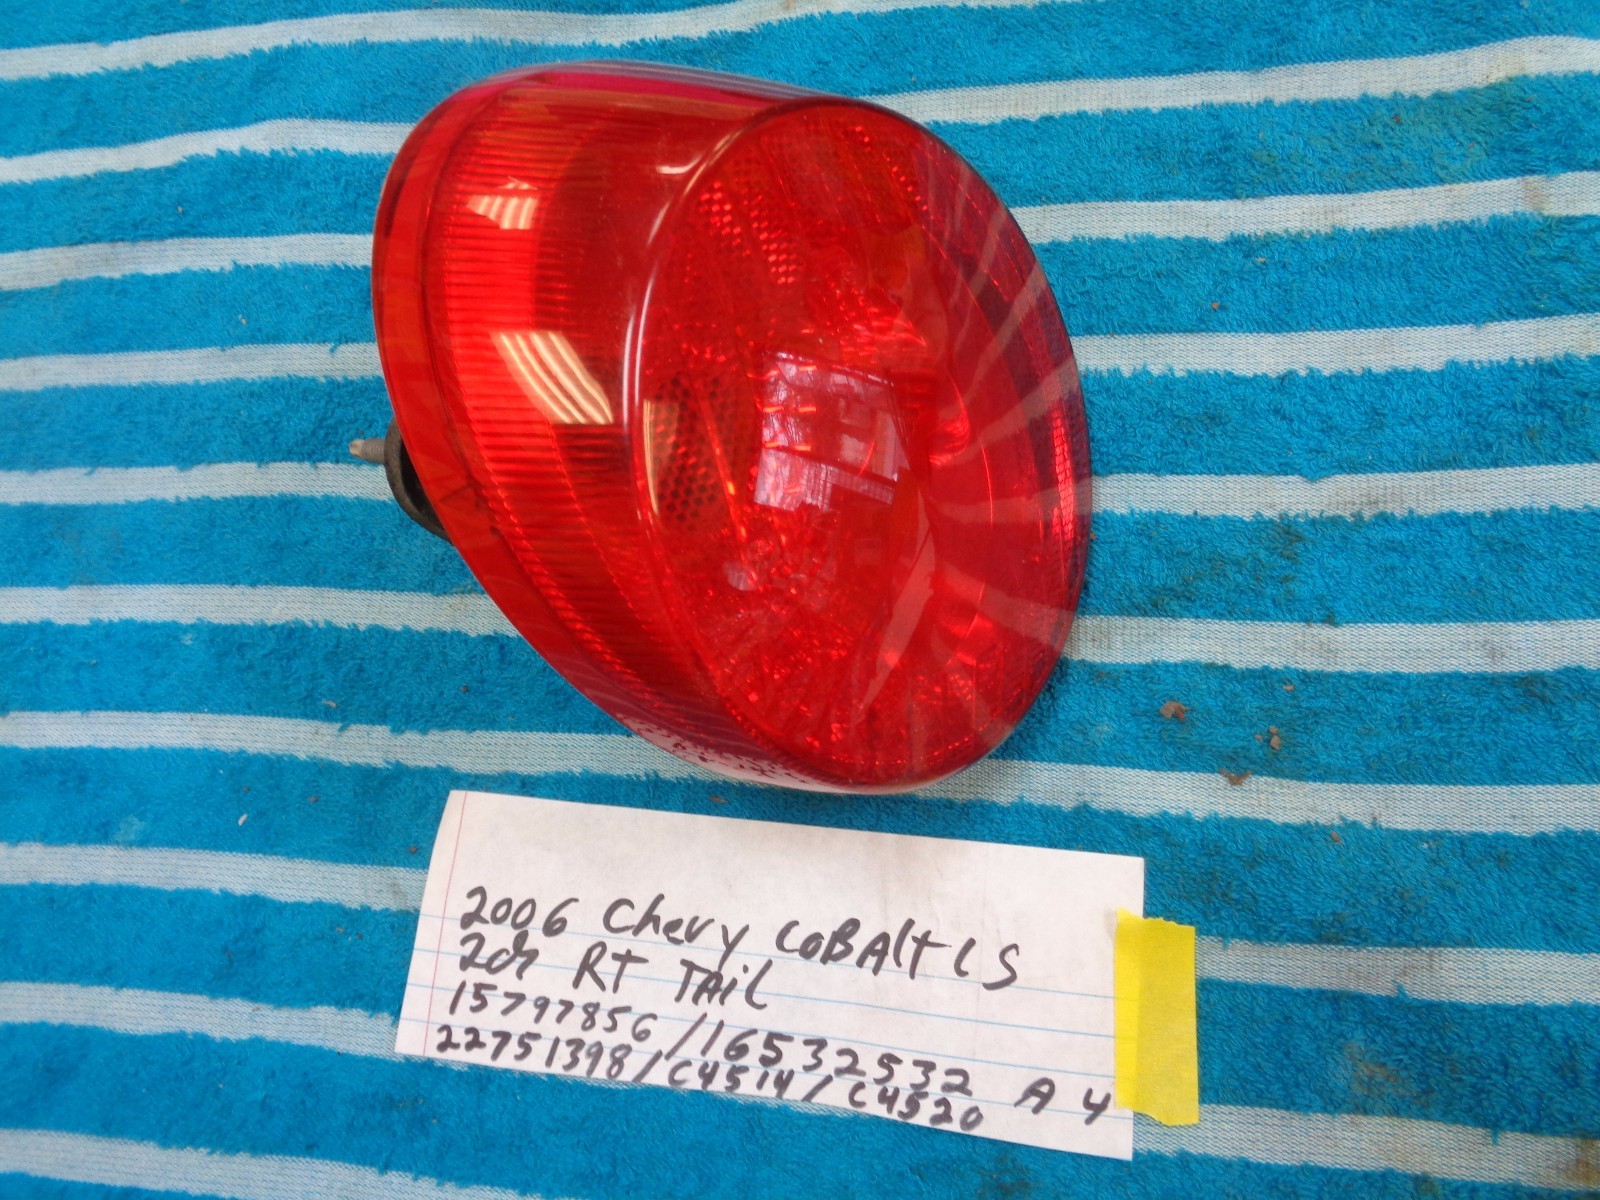 2006 Chevy CoBAlt LS
2dr RT TAiL
15797856/16532532 A 4
22751398/C4514/C4520